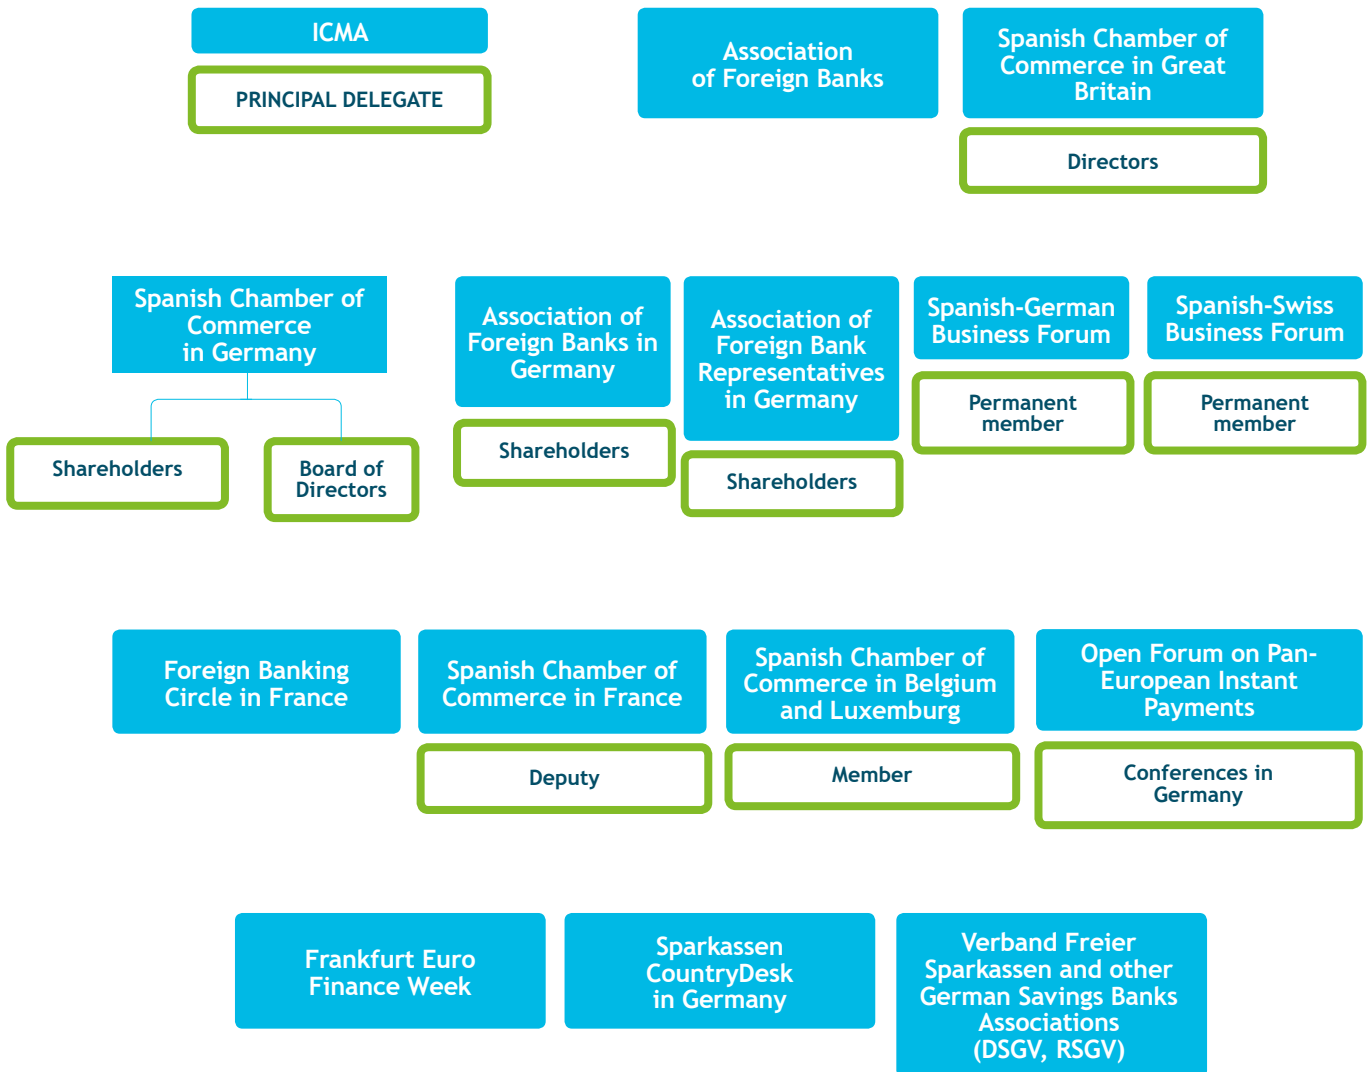 ICMA
PRINCIPAL DELEGATE
Association
of Foreign Banks
Spanish Chamber of
Commerce in Great
Britain
Directors
Spanish Chamber of
Commerce
in Germany
Shareholders
Board of
Directors
Association of
Foreign Banks in
Germany
Shareholders
Association of
Foreign Bank
Representatives
in Germany
Shareholders
Spanish-German
Business Forum
Permanent
member
Spanish-Swiss
Business Forum
Permanent
member
Foreign Banking
Circle in France
Spanish Chamber of
Commerce in France
Deputy
Spanish Chamber of
Commerce in Belgium
and Luxemburg
Member
Open Forum on Pan-
European Instant
Payments
Conferences in
Germany
Frankfurt Euro
Finance Week
Sparkassen
CountryDesk
in Germany
Verband Freier
Sparkassen and other
German Savings Banks
Associations
(DSGV, RSGV)